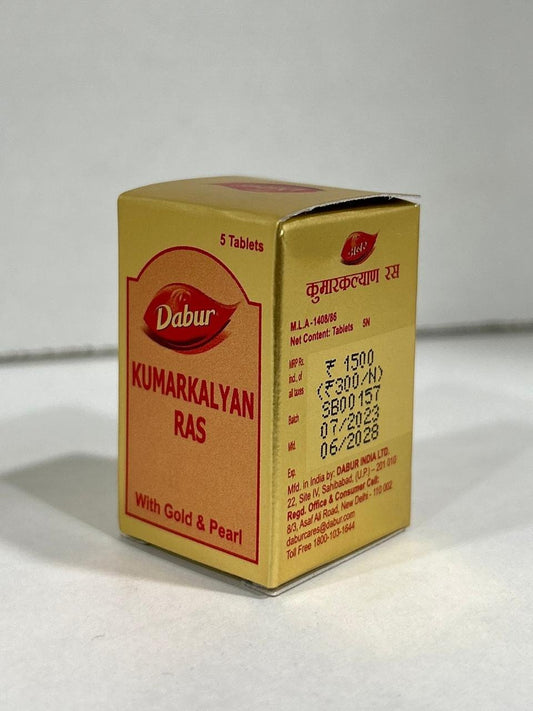 5 Tablets
Dabur
KUMARKALYAN
RAS
With Gold & Pearl
डाबर
कुमारकल्याण रस
M.L.A-1408/86
Net Content: Tablets 5N
MRP Rs. ₹ 1500
incl. of (₹300/N)
all taxes
Batch SB00157
Mfd. 07/2023
Exp. 06/2028
Mfd. in India by: DABUR INDIA LTD.
22, Site IV, Sahibabad, (U.P.) – 201 010
Regd. Office & Consumer Cell:
8/3, Asaf Ali Road, New Delhi - 110 002
daburcares@dabur.com
Toll Free 1800-103-1644